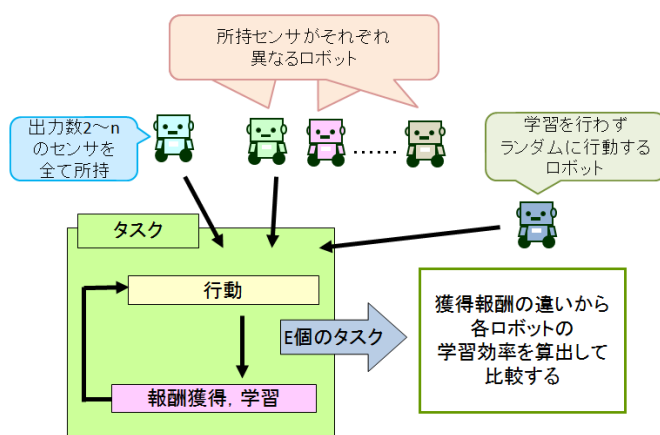 所持センサがそれぞれ
異なるロボット
出力数2～n
のセンサを
全て所持
……
学習を行わず
ランダムに行動する
ロボット
タスク
行動
E個のタスク
報酬獲得，学習
獲得報酬の違いから
各ロボットの
学習効率を算出して
比較する